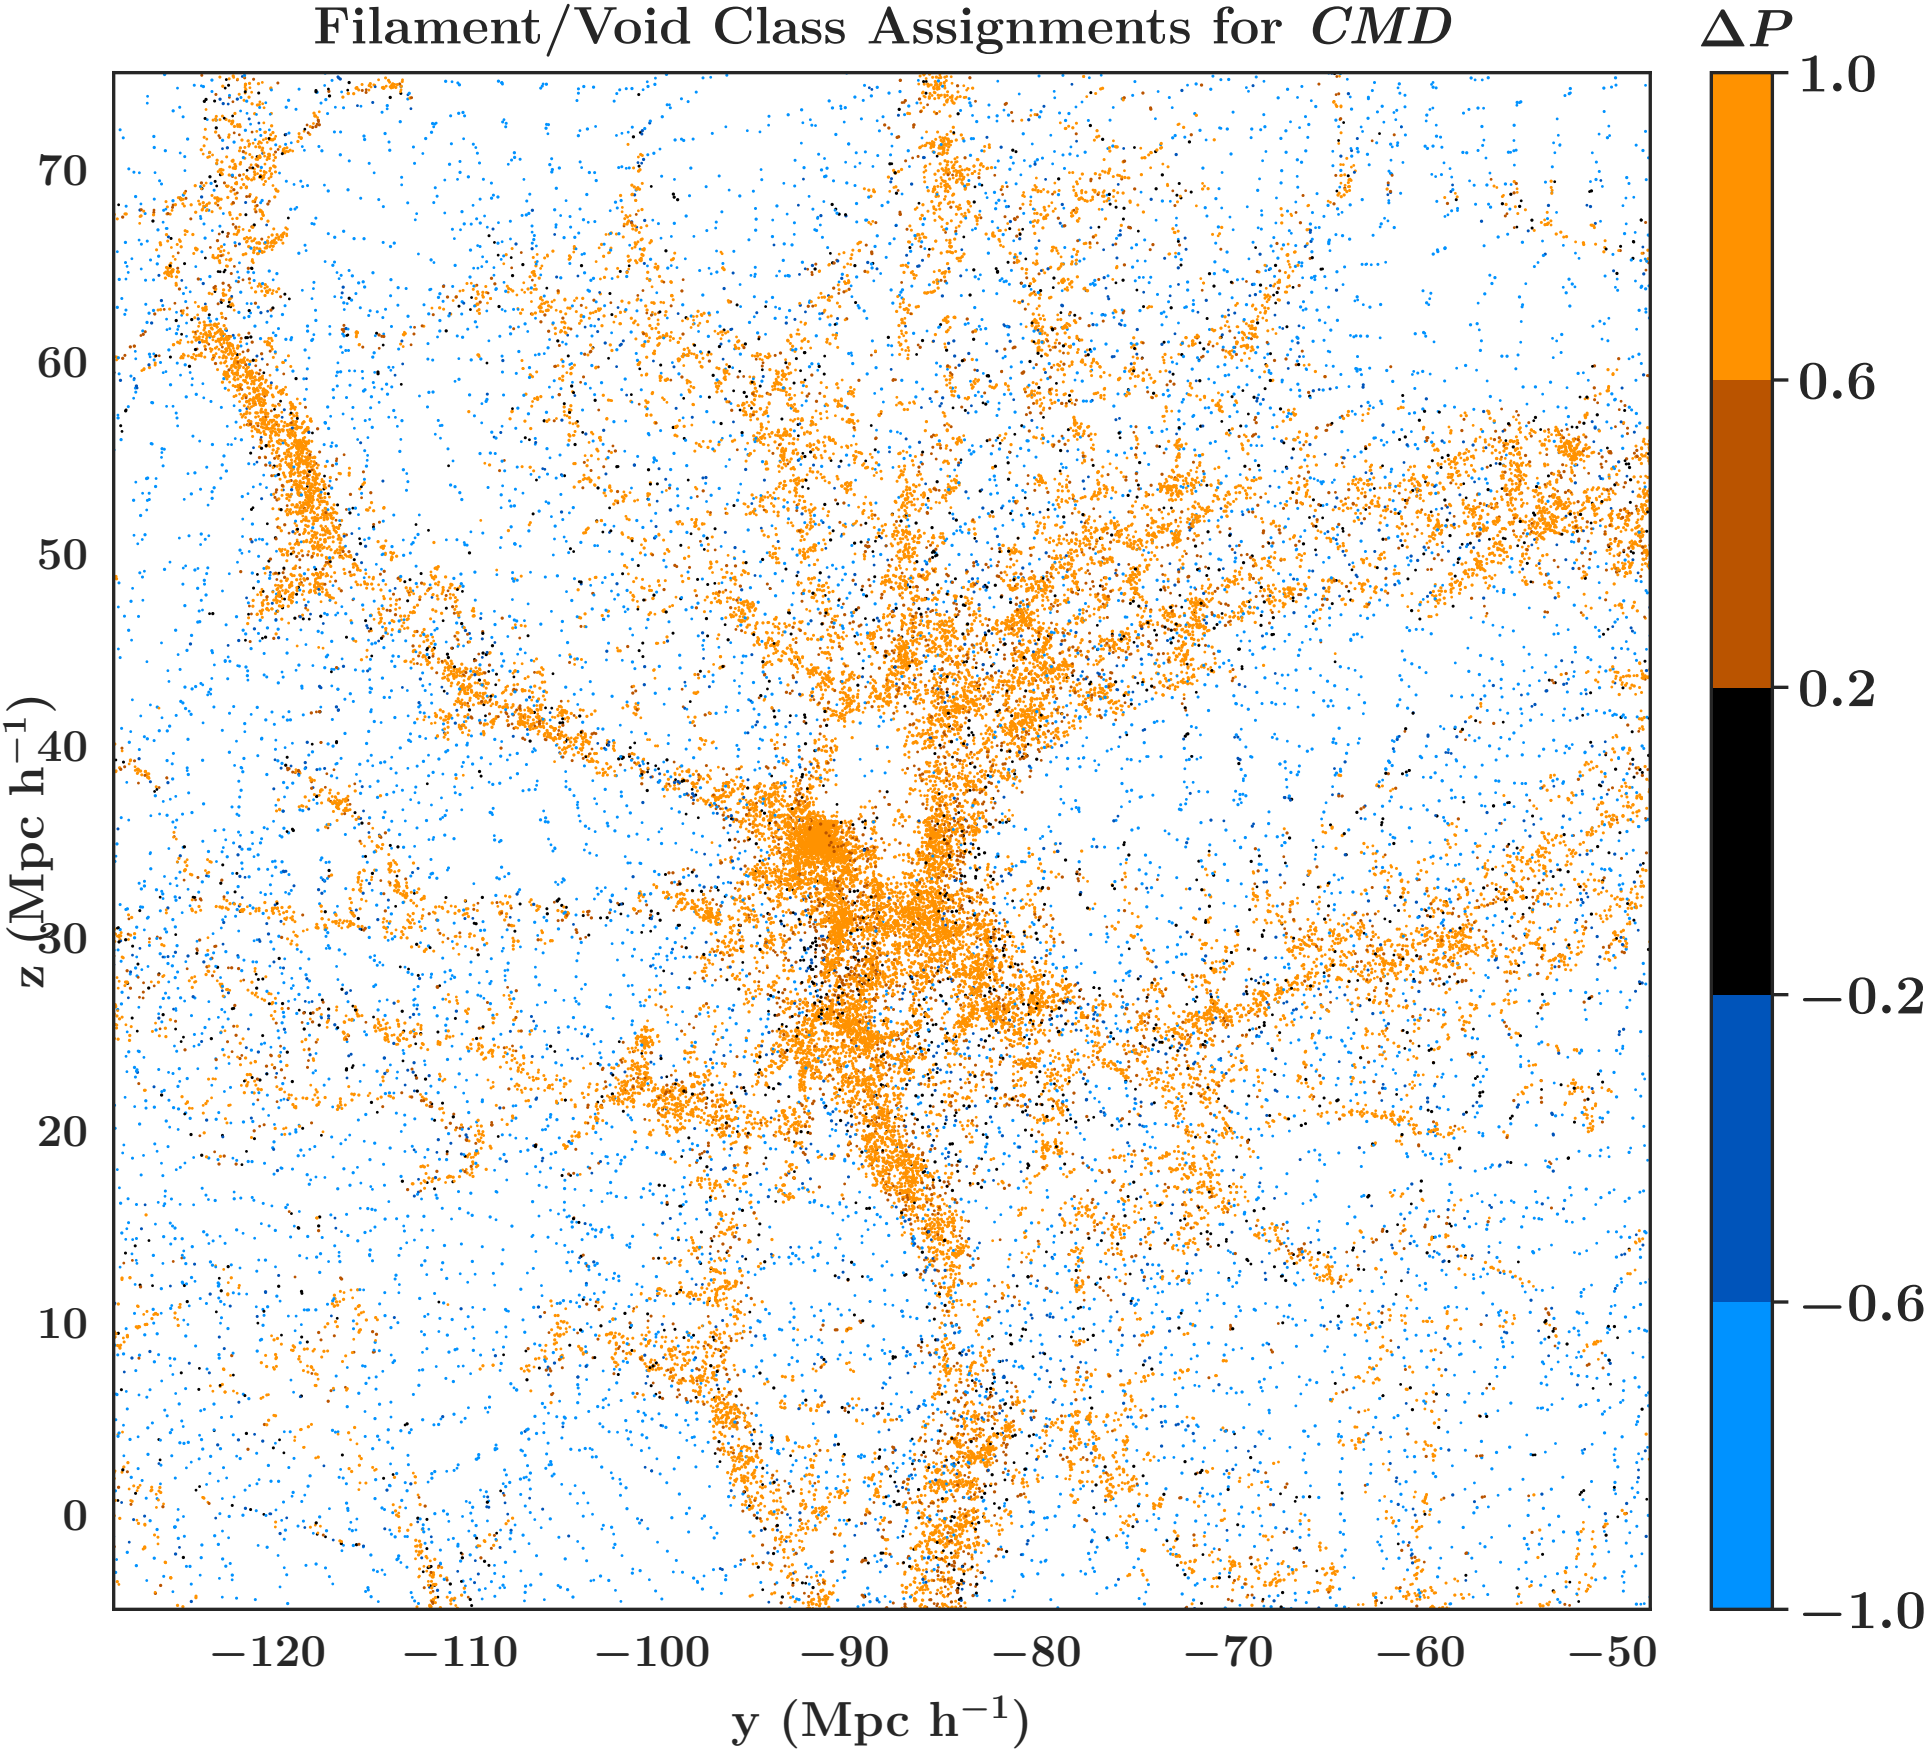 Filament/Void Class Assignments for CMD
ΔP
1.0
0.6
0.2
−0.2
−0.6
−1.0
z (Mpc h⁻¹)
70
60
50
40
30
20
10
0
−120 −110 −100 −90 −80 −70 −60 −50
y (Mpc h⁻¹)